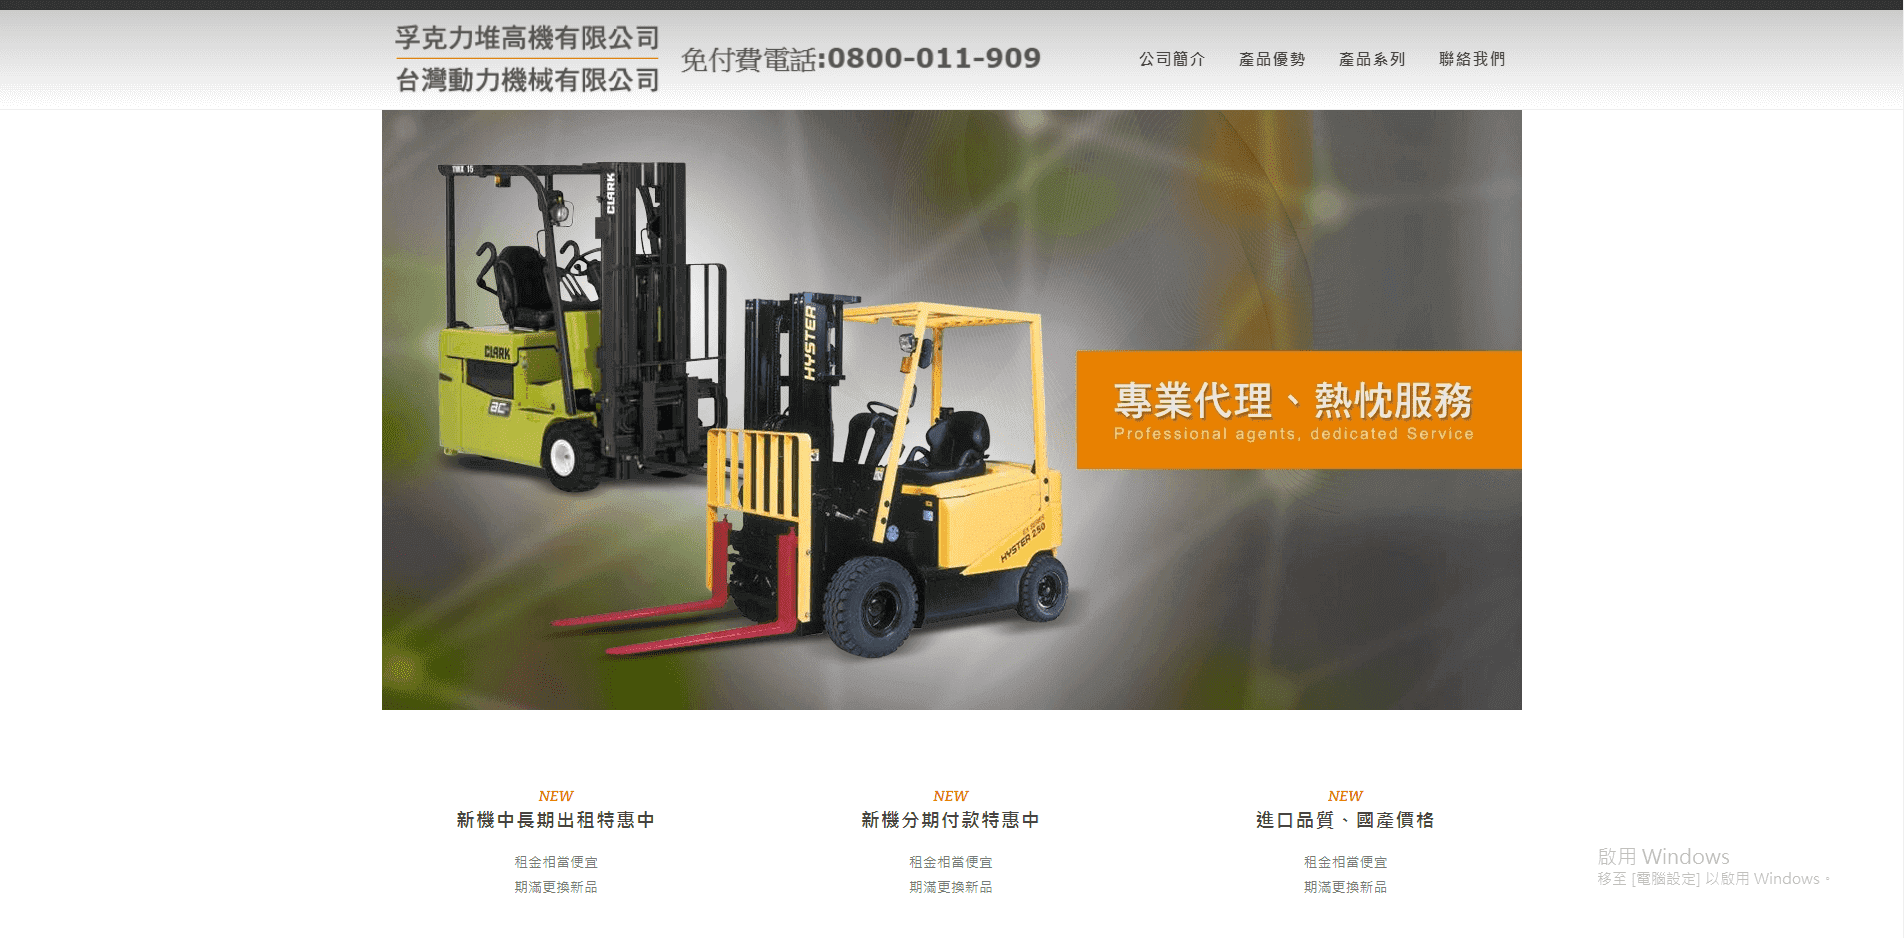 孚克力堆高機有限公司
台灣動力機械有限公司
免付費電話:0800-011-909
公司簡介
產品優勢
產品系列
聯絡我們
TMX 15
CLARK
CLARK
ac
HYSTER
HYSTER 250
專業代理、熱忱服務
Professional agents, dedicated Service
NEW
新機中長期出租特惠中
租金相當便宜
期滿更換新品
NEW
新機分期付款特惠中
租金相當便宜
期滿更換新品
NEW
進口品質、國產價格
租金相當便宜
期滿更換新品
啟用 Windows
移至 [電腦設定] 以啟用 Windows。